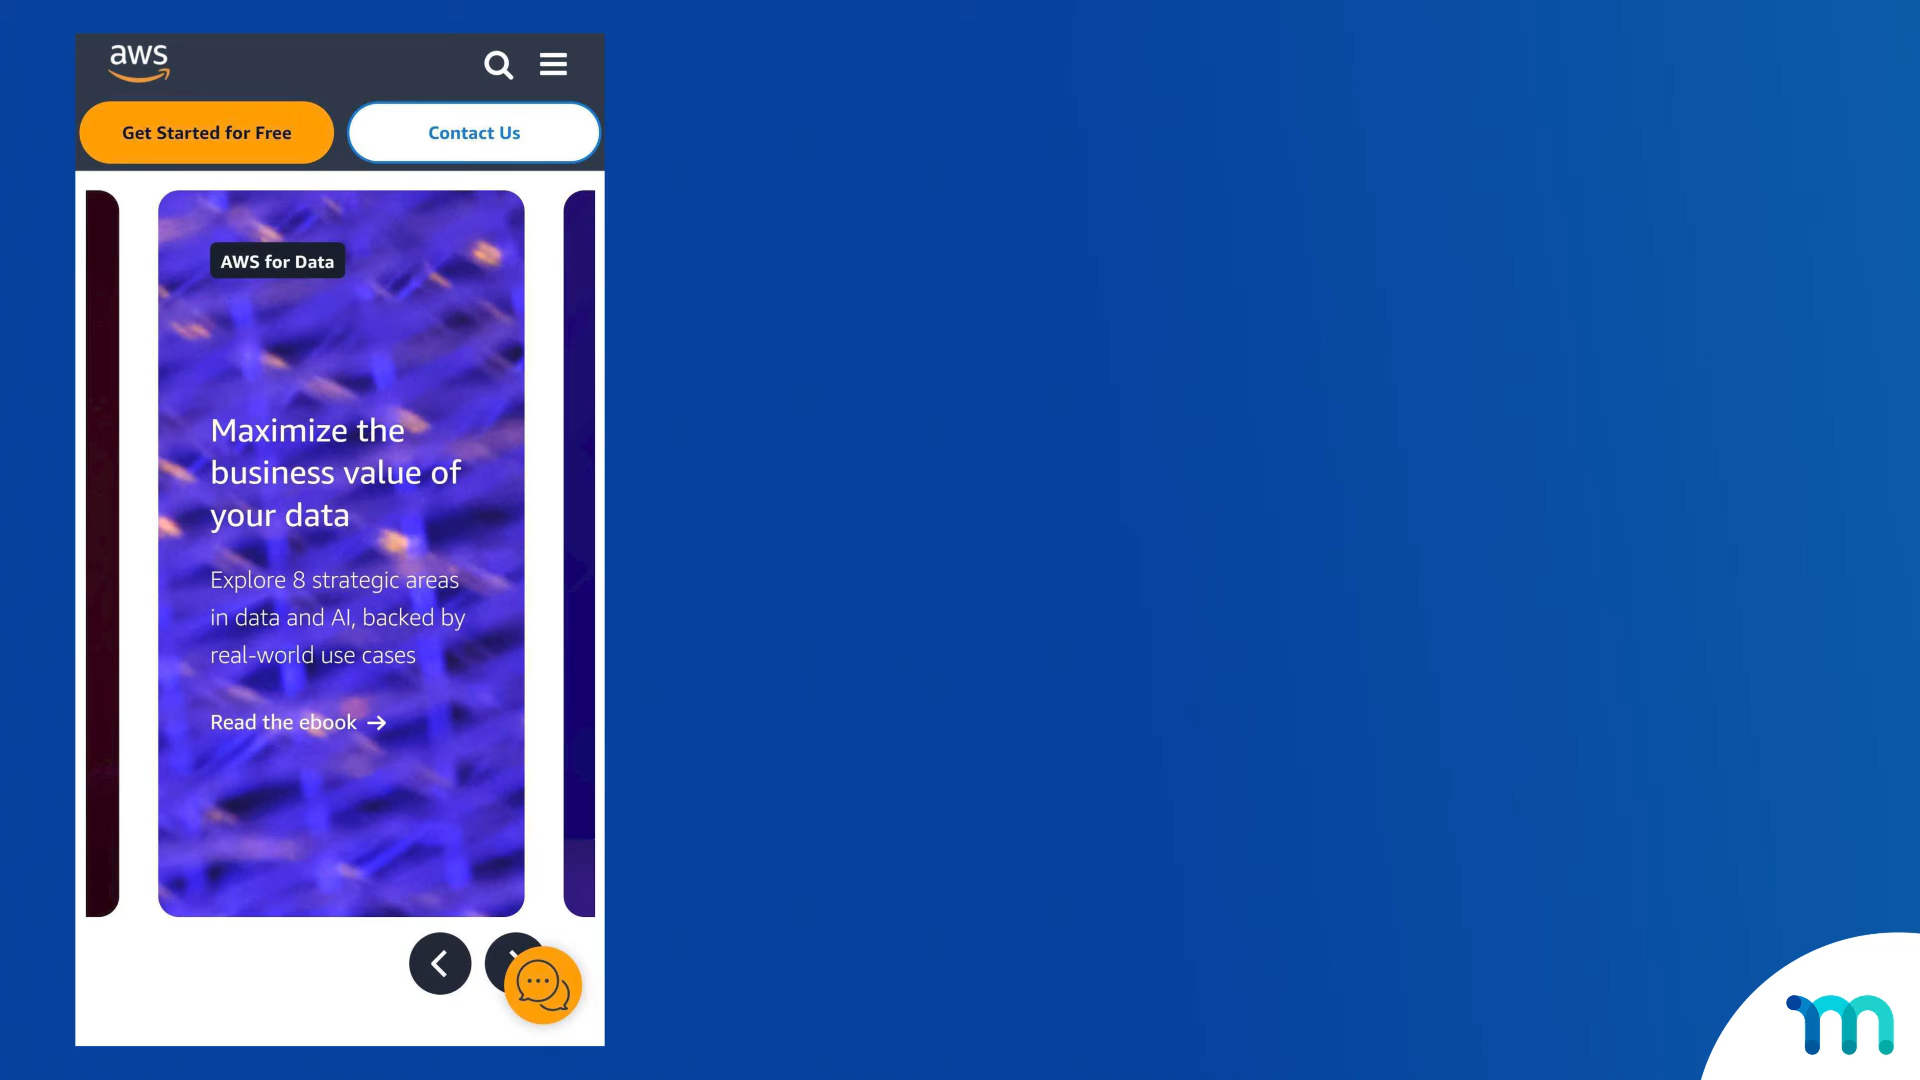 aws
Get Started for Free
Contact Us
AWS for Data
Maximize the
business value of
your data
Explore 8 strategic areas
in data and AI, backed by
real-world use cases
Read the ebook →
m